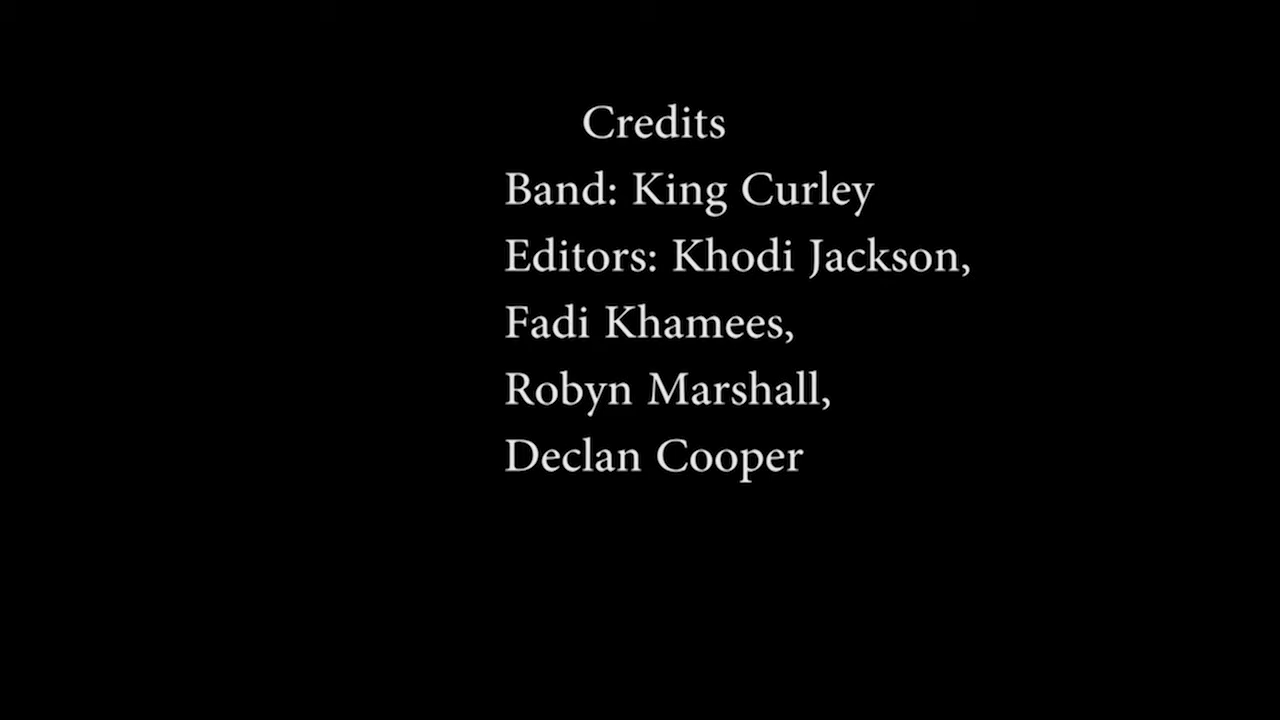 Credits
Band: King Curley
Editors: Khodi Jackson,
Fadi Khamees,
Robyn Marshall,
Declan Cooper